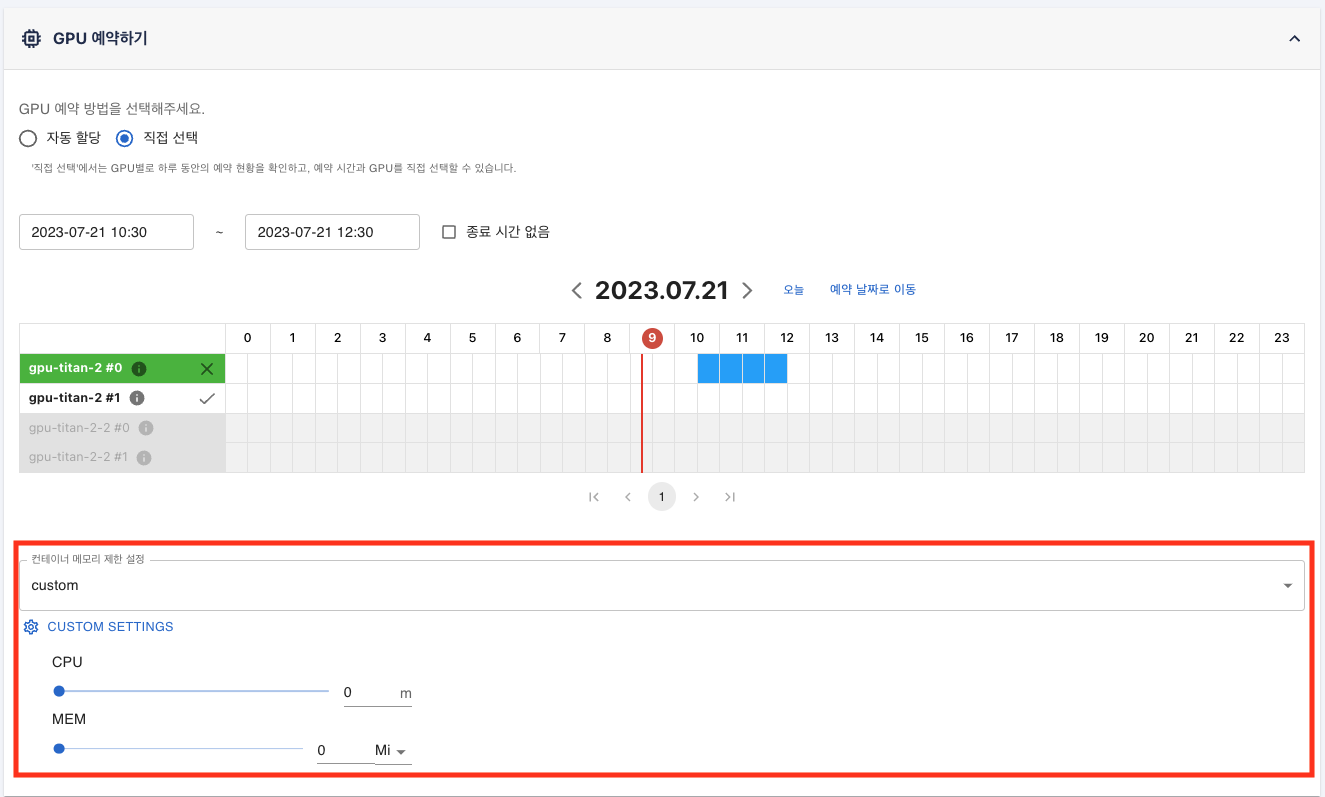 GPU 예약하기
GPU 예약 방법을 선택해주세요.
자동 할당 직접 선택
'직접 선택'에서는 GPU별로 하루 동안의 예약 현황을 확인하고, 예약 시간과 GPU를 직접 선택할 수 있습니다.
2023-07-21 10:30 ~ 2023-07-21 12:30 종료 시간 없음
2023.07.21 오늘 예약 날짜로 이동
0 1 2 3 4 5 6 7 8 9 10 11 12 13 14 15 16 17 18 19 20 21 22 23
gpu-titan-2 #0
gpu-titan-2 #1
gpu-titan-2-2 #0
gpu-titan-2-2 #1
1
컨테이너 메모리 제한 설정
custom
CUSTOM SETTINGS
CPU
0 m
MEM
0 Mi